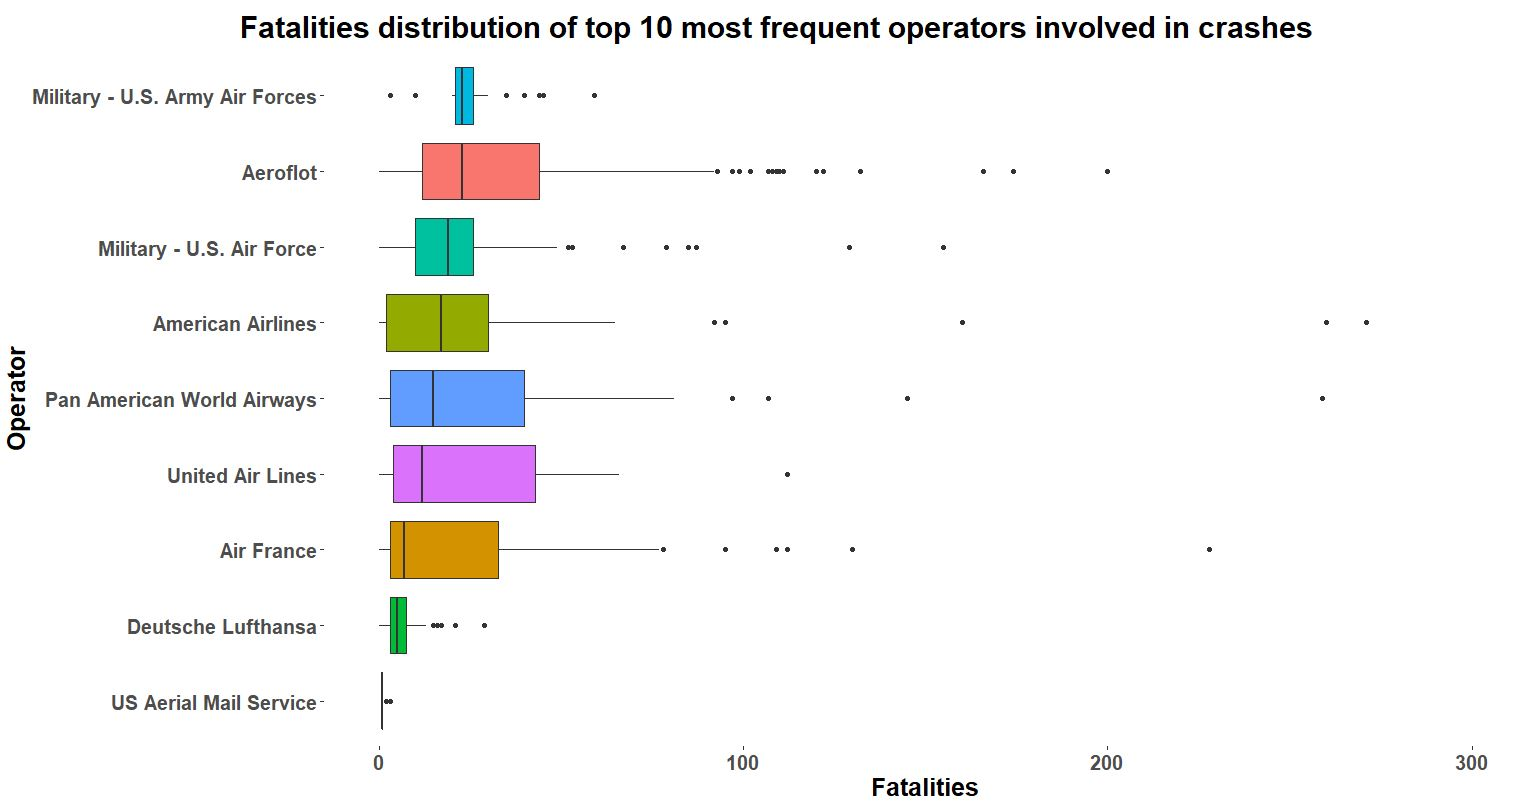 Fatalities distribution of top 10 most frequent operators involved in crashes
Operator
Military - U.S. Army Air Forces
Aeroflot
Military - U.S. Air Force
American Airlines
Pan American World Airways
United Air Lines
Air France
Deutsche Lufthansa
US Aerial Mail Service
0 100 200 300
Fatalities